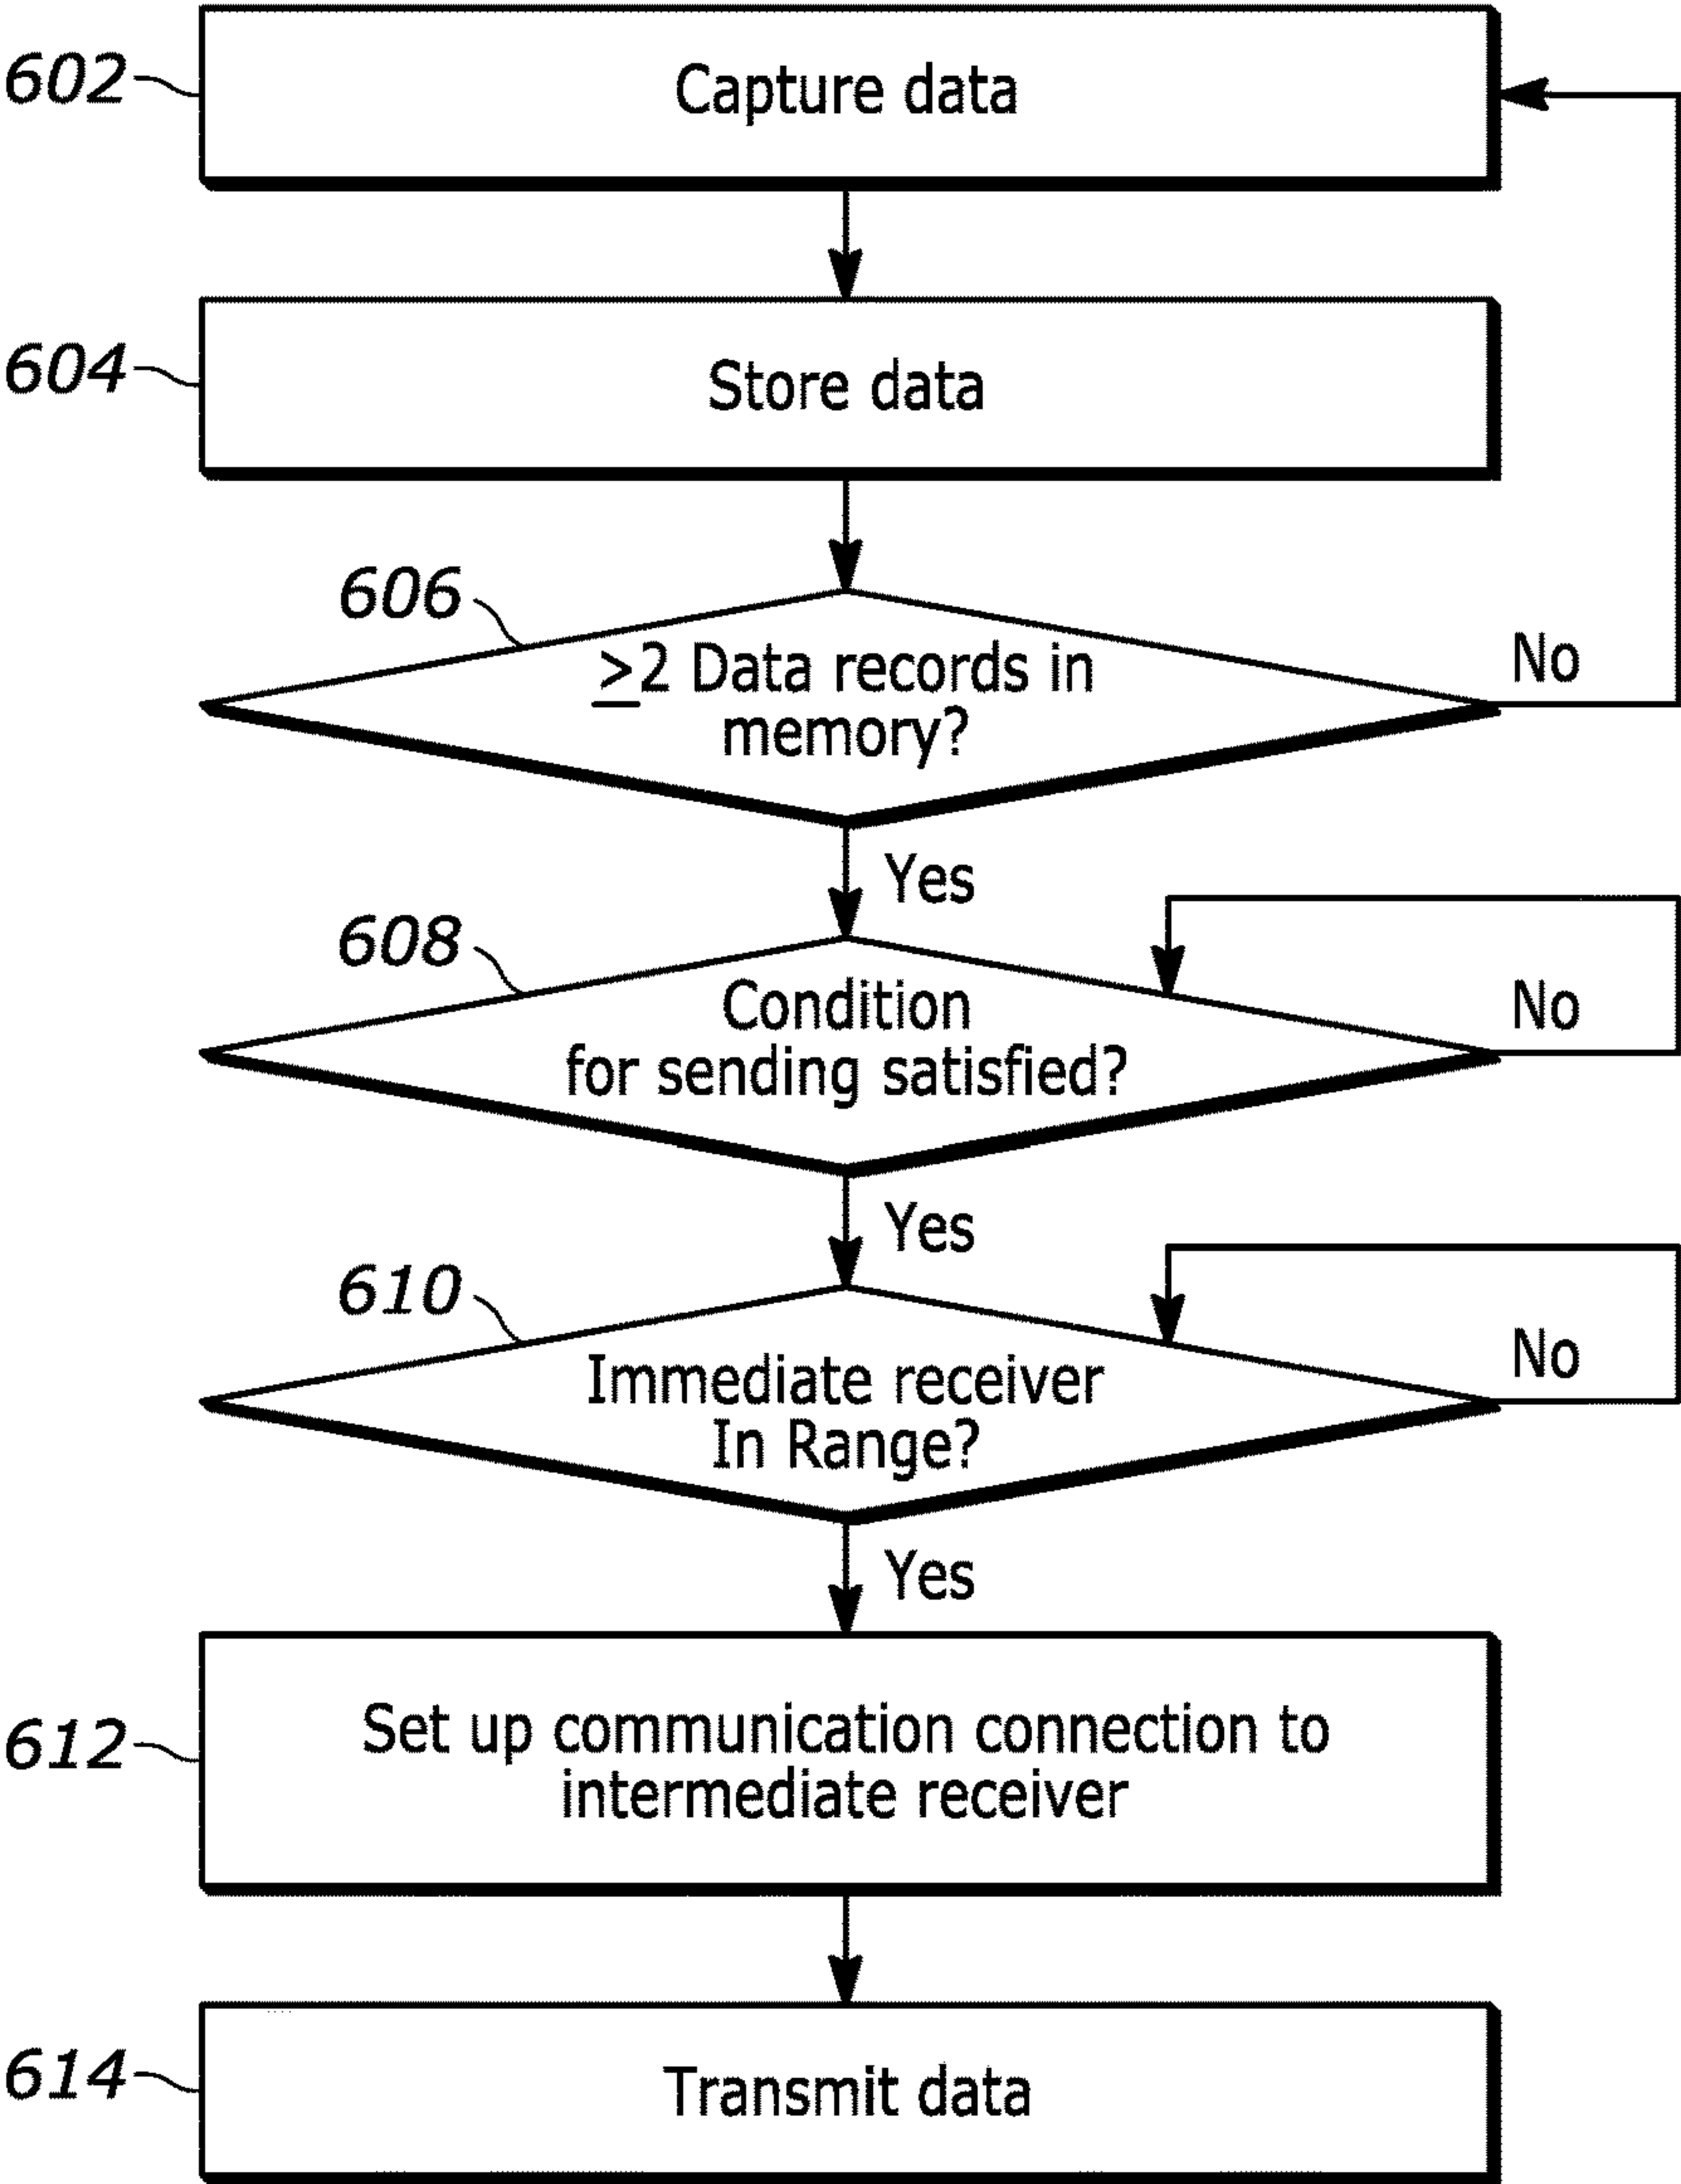 602
Capture data
604
Store data
606
≥2 Data records in
memory?
No
Yes
608
Condition
for sending satisfied?
No
Yes
610
Immediate receiver
In Range?
No
Yes
612
Set up communication connection to
intermediate receiver
614
Transmit data